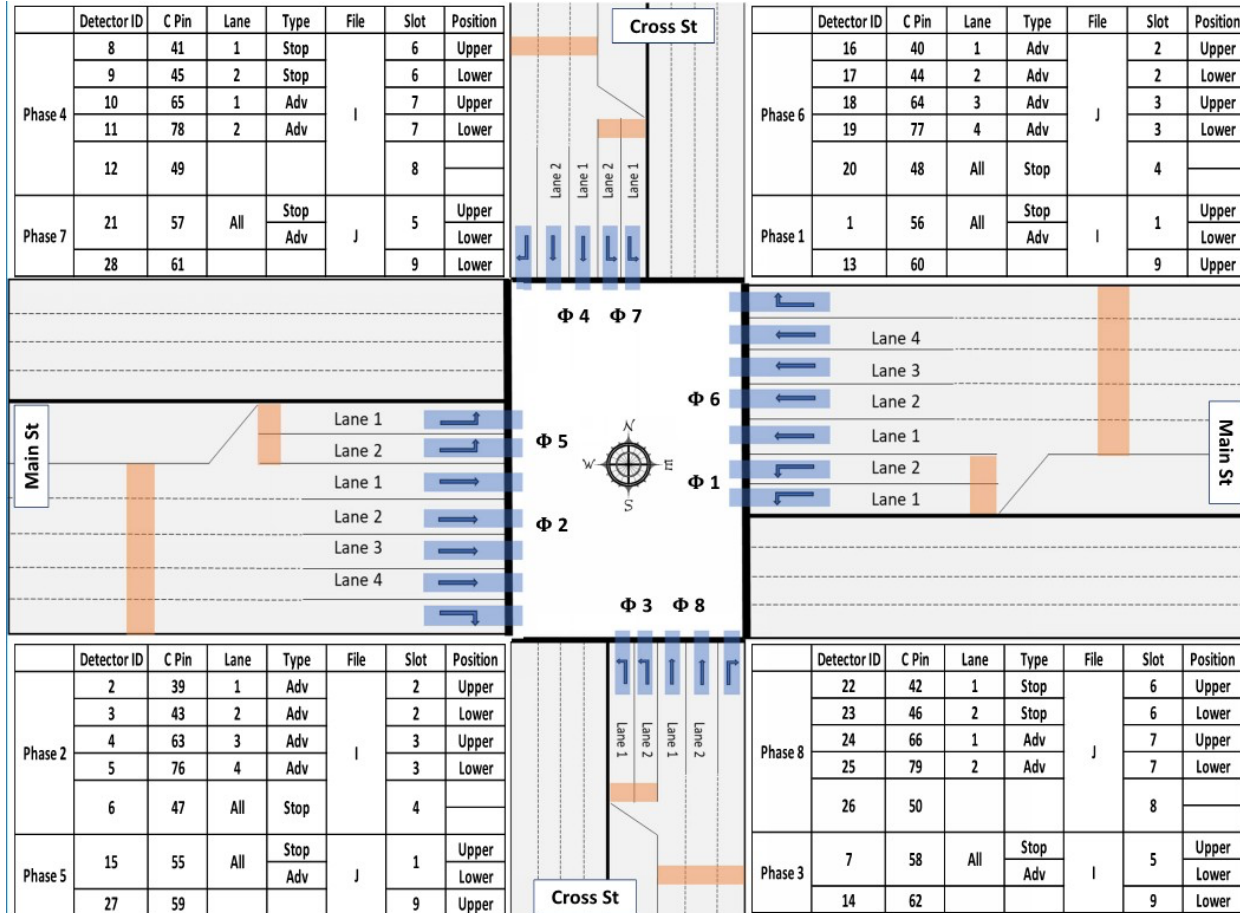 Detector ID C Pin Lane Type File Slot Position
Phase 4
8 41 1 Stop I 6 Upper
9 45 2 Stop 6 Lower
10 65 1 Adv 7 Upper
11 78 2 Adv 7 Lower
12 49 8
Phase 7
21 57 All Stop J 5 Upper
Adv Lower
28 61 9 Lower
Cross St
Lane 2
Lane 1
Lane 2
Lane 1
Φ 4 Φ 7
Detector ID C Pin Lane Type File Slot Position
Phase 6
16 40 1 Adv J 2 Upper
17 44 2 Adv 2 Lower
18 64 3 Adv 3 Upper
19 77 4 Adv 3 Lower
20 48 All Stop 4
Phase 1
1 56 All Stop I 1 Upper
Adv Lower
13 60 9 Upper
Main St
Lane 1
Lane 2
Lane 1
Lane 2
Lane 3
Lane 4
Φ 5
Φ 2
N
W E
S
Φ 6
Φ 1
Lane 4
Lane 3
Lane 2
Lane 1
Lane 2
Lane 1
Main St
Detector ID C Pin Lane Type File Slot Position
Phase 2
2 39 1 Adv I 2 Upper
3 43 2 Adv 2 Lower
4 63 3 Adv 3 Upper
5 76 4 Adv 3 Lower
6 47 All Stop 4
Phase 5
15 55 All Stop J 1 Upper
Adv Lower
27 59 9 Upper
Φ 3 Φ 8
Lane 1
Lane 2
Lane 1
Lane 2
Cross St
Detector ID C Pin Lane Type File Slot Position
Phase 8
22 42 1 Stop J 6 Upper
23 46 2 Stop 6 Lower
24 66 1 Adv 7 Upper
25 79 2 Adv 7 Lower
26 50 8
Phase 3
7 58 All Stop I 5 Upper
Adv Lower
14 62 9 Lower